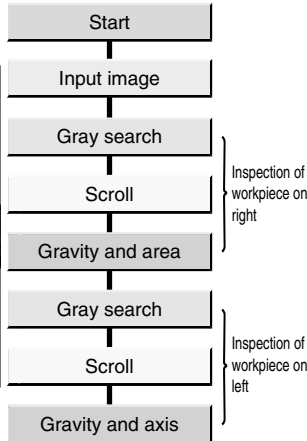 Start
Input image
Gray search
Scroll
Gravity and area
Inspection of
workpiece on
right
Gray search
Scroll
Gravity and axis
Inspection of
workpiece on
left